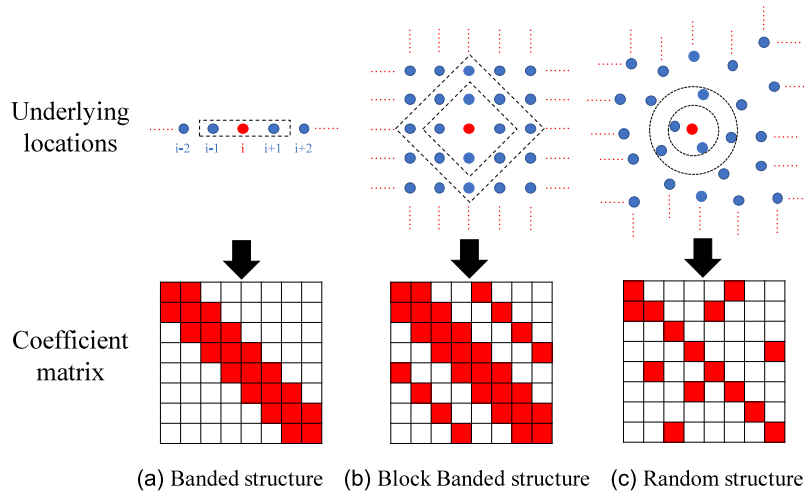 Underlying
locations
i-2 i-1 i i+1 i+2
Coefficient
matrix
(a) Banded structure
(b) Block Banded structure
(c) Random structure